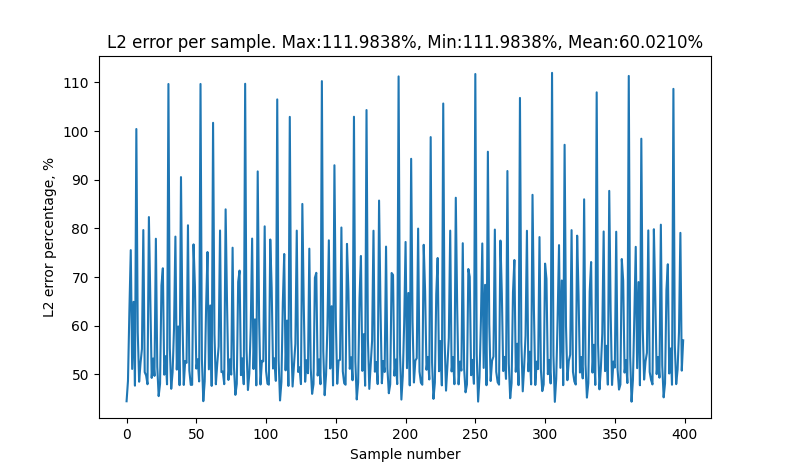 L2 error per sample. Max:111.9838%, Min:111.9838%, Mean:60.0210%
110
100
90
80
70
60
50
L2 error percentage, %
0 50 100 150 200 250 300 350 400
Sample number